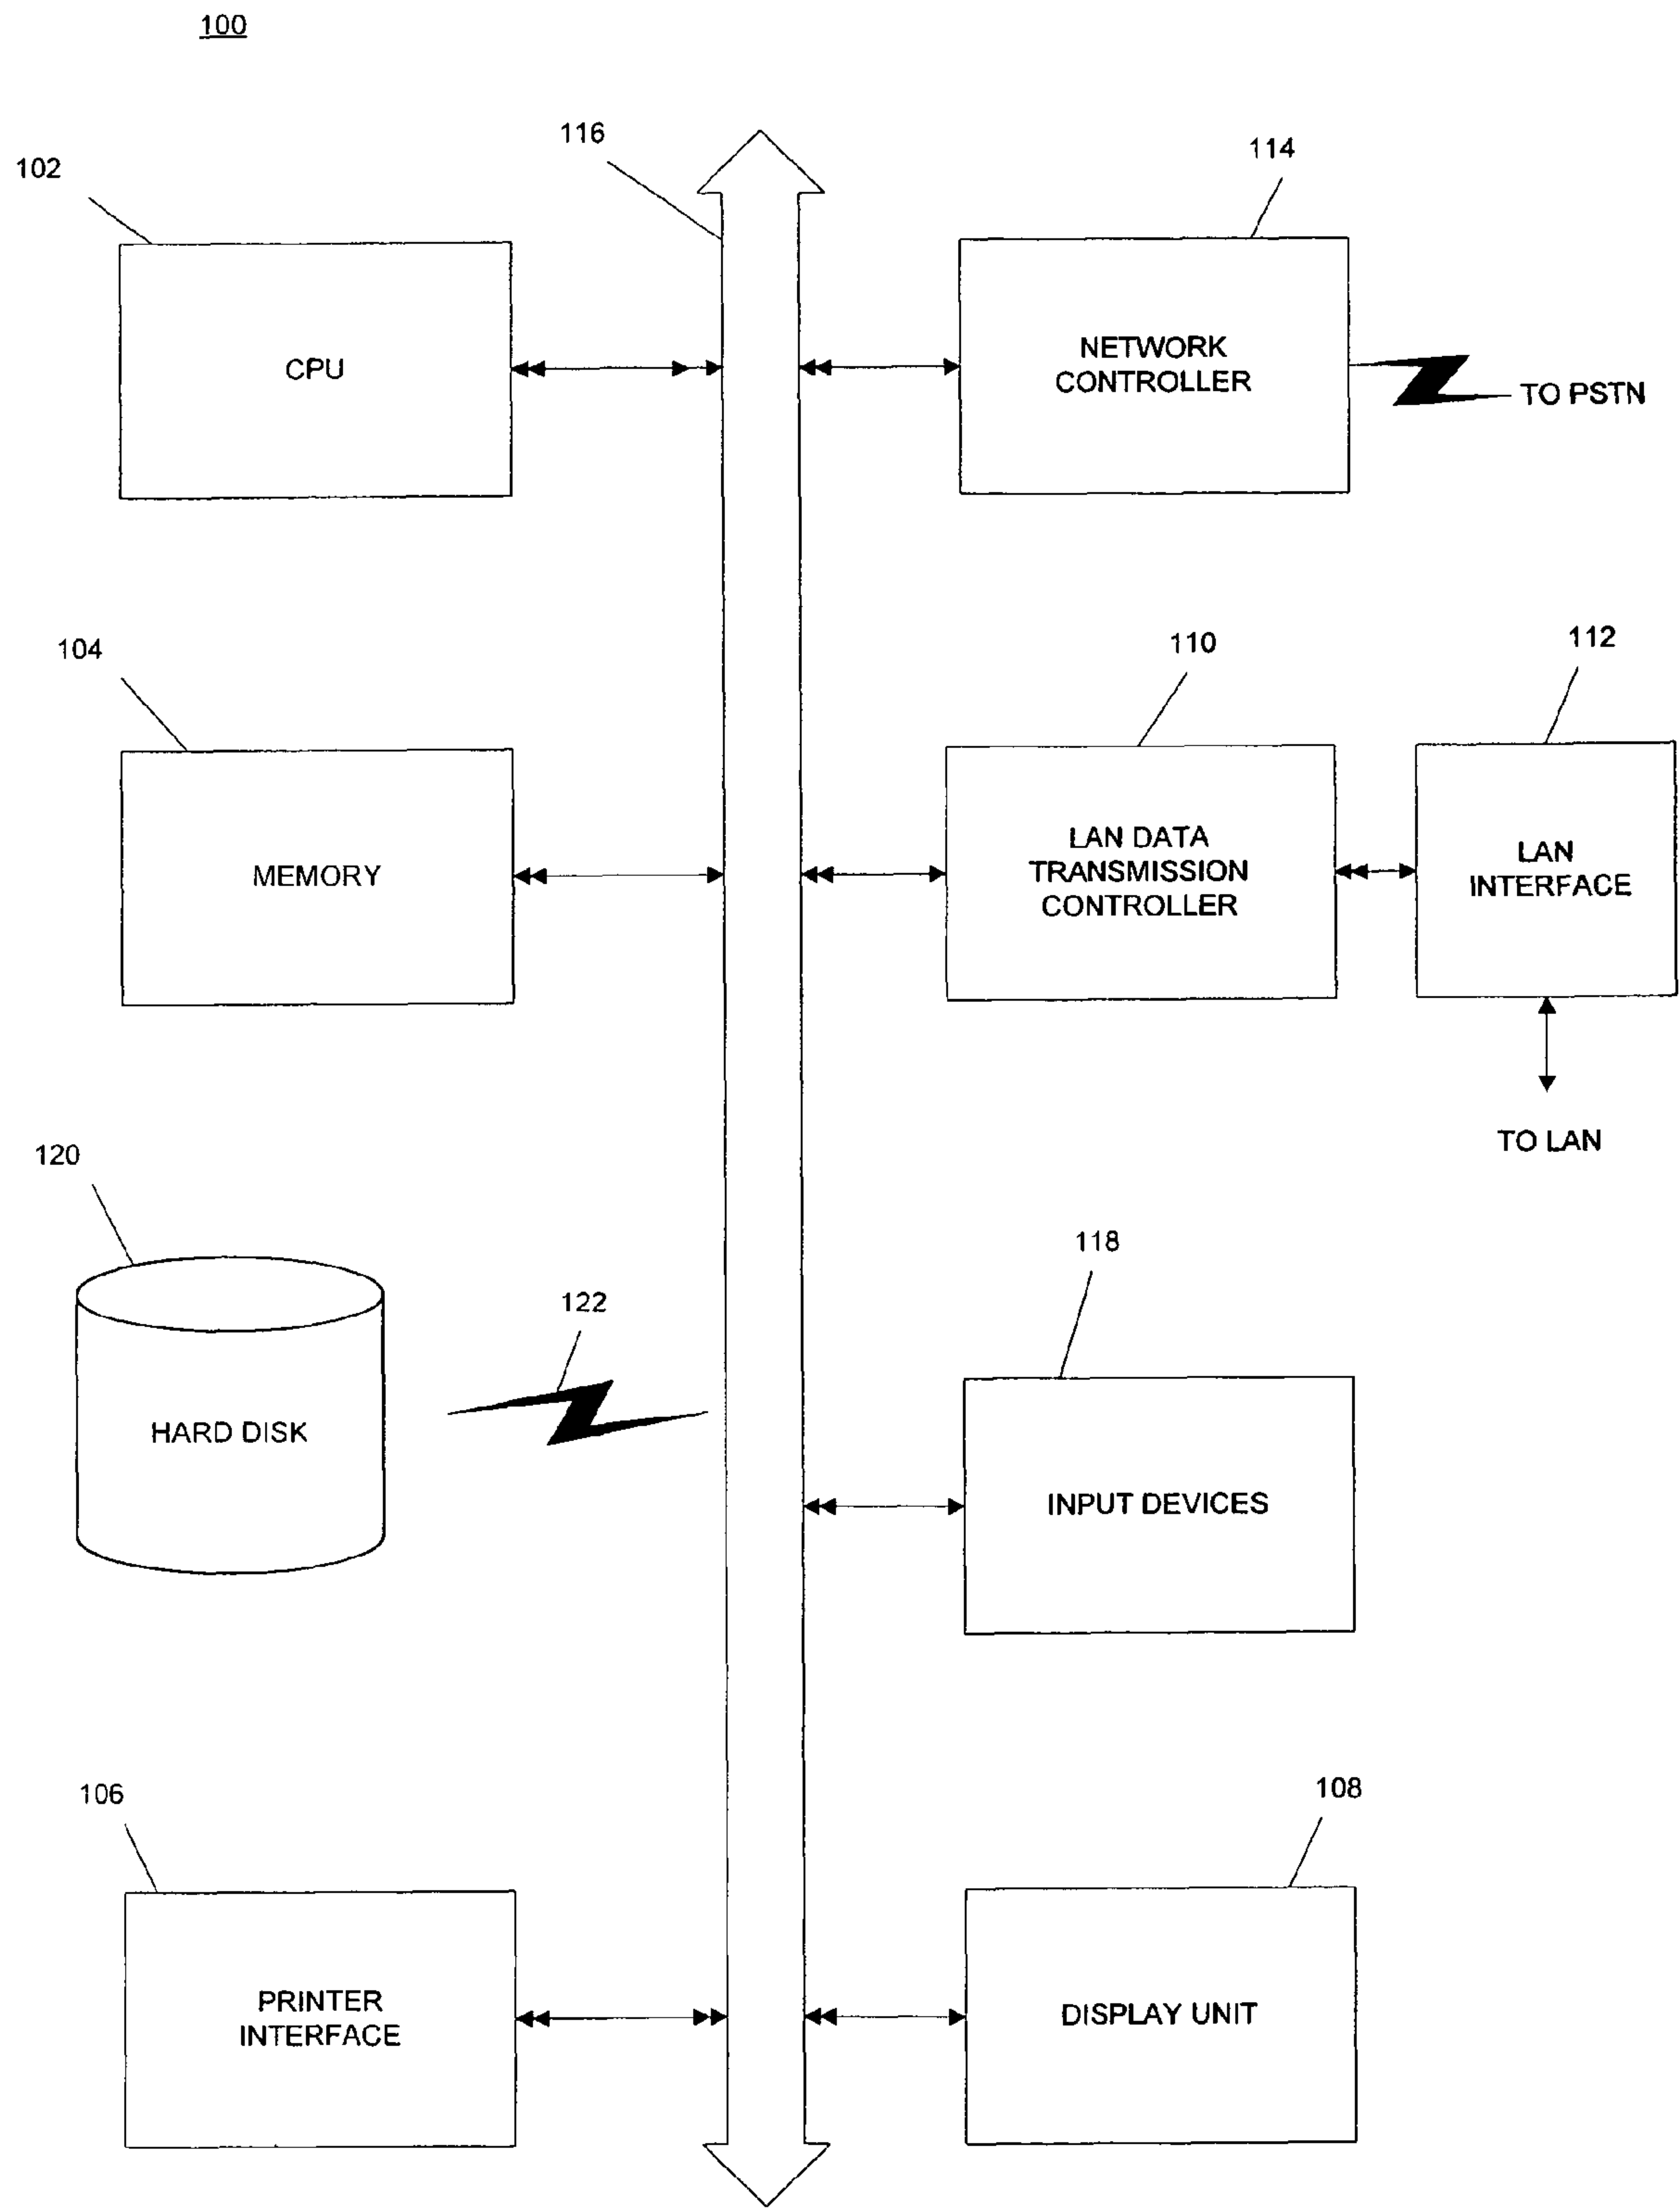 100
116
114
102
CPU
NETWORK
CONTROLLER
TO PSTN
104
110
112
MEMORY
LAN DATA
TRANSMISSION
CONTROLLER
LAN
INTERFACE
TO LAN
120
118
122
HARD DISK
INPUT DEVICES
106
108
PRINTER
INTERFACE
DISPLAY UNIT